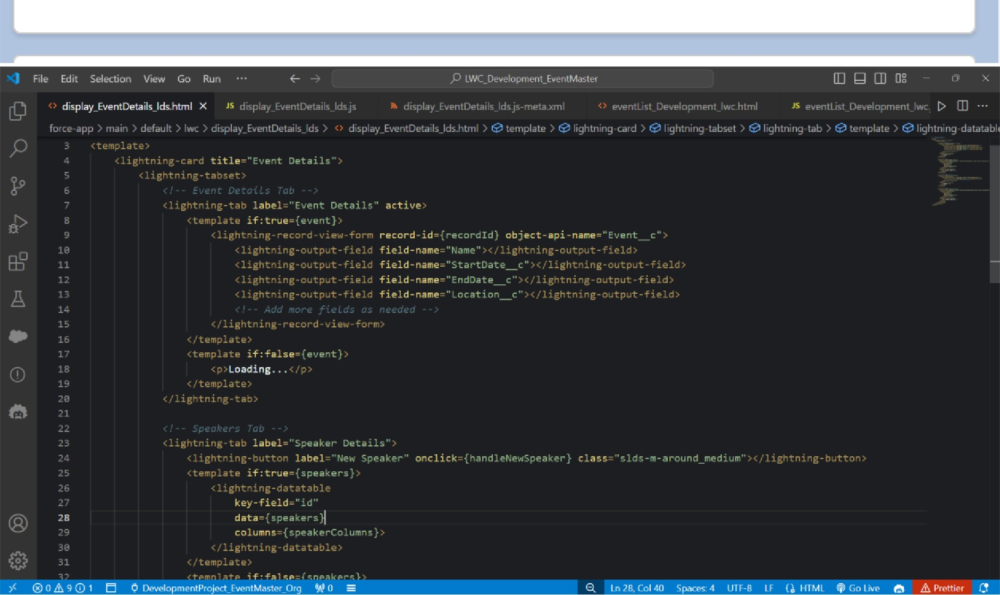 File Edit Selection View Go Run ··· LWC_Development_EventMaster
display_EventDetails_lds.html JS display_EventDetails_lds.js display_EventDetails_lds.js-meta.xml eventList_Development_lwc.html JS eventList_Development_lwc.
force-app > main > default > lwc > display_EventDetails_lds > display_EventDetails_lds.html > template > lightning-card > lightning-tabset > lightning-tab > template > lightning-datatable
3 <template>
4 <lightning-card title="Event Details">
5 <lightning-tabset>
6 <!-- Event Details Tab -->
7 <lightning-tab label="Event Details" active>
8 <template if:true={event}>
9 <lightning-record-view-form record-id={recordId} object-api-name="Event__c">
10 <lightning-output-field field-name="Name"></lightning-output-field>
11 <lightning-output-field field-name="StartDate__c"></lightning-output-field>
12 <lightning-output-field field-name="EndDate__c"></lightning-output-field>
13 <lightning-output-field field-name="Location__c"></lightning-output-field>
14 <!-- Add more fields as needed -->
15 </lightning-record-view-form>
16 </template>
17 <template if:false={event}>
18 <p>Loading...</p>
19 </template>
20 </lightning-tab>
21
22 <!-- Speakers Tab -->
23 <lightning-tab label="Speaker Details">
24 <lightning-button label="New Speaker" onclick={handleNewSpeaker} class="slds-m-around_medium"></lightning-button>
25 <template if:true={speakers}>
26 <lightning-datatable
27 key-field="id"
28 data={speakers}
29 columns={speakerColumns}>
30 </lightning-datatable>
31 </template>
32 <template if:false={speakers}>
0 9 1 DevelopmentProject_EventMaster_Org 0 Ln 28, Col 40 Spaces: 4 UTF-8 LF HTML Go Live Prettier